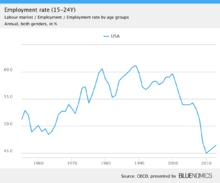 Employment rate (15-24Y)
Labour market / Employment / Employment rate by age groups
Annual, both genders, in %
USA
60.0
55.0
50.0
45.0
1960
1970
1980
1990
2000
2010
Source: OECD, presented by BLUENOMICS